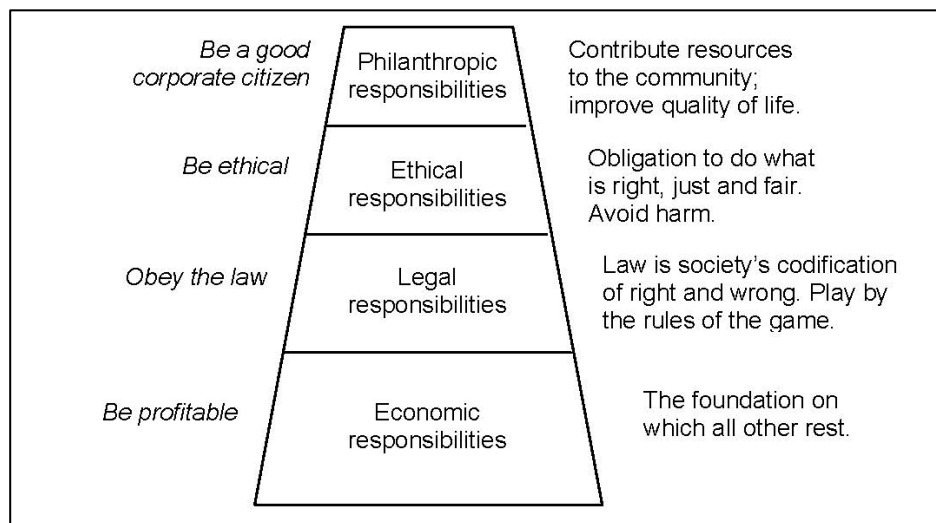 Be a good
corporate citizen
Philanthropic
responsibilities
Contribute resources
to the community;
improve quality of life.
Be ethical
Ethical
responsibilities
Obligation to do what
is right, just and fair.
Avoid harm.
Obey the law
Legal
responsibilities
Law is society's codification
of right and wrong. Play by
the rules of the game.
Be profitable
Economic
responsibilities
The foundation on
which all other rest.